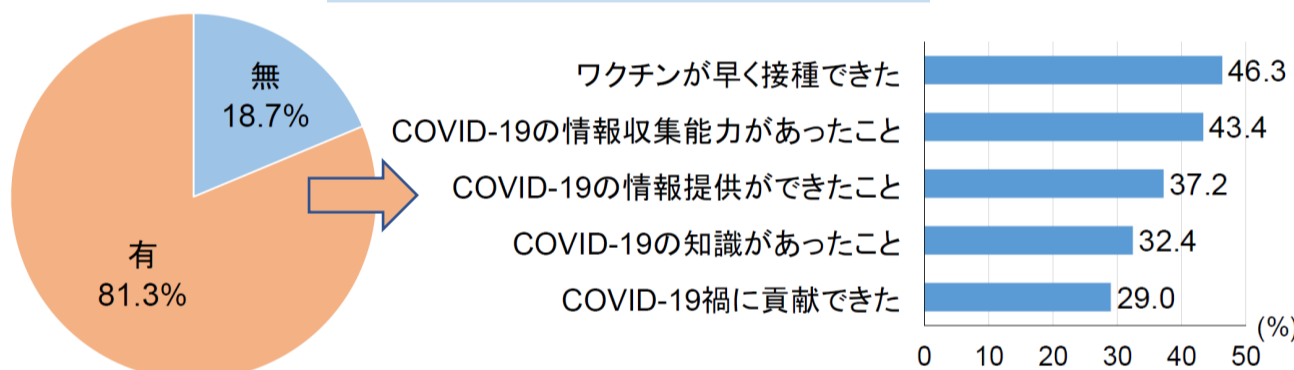 無
18.7%
有
81.3%
ワクチンが早く接種できた
46.3
COVID-19の情報収集能力があったこと
43.4
COVID-19の情報提供ができたこと
37.2
COVID-19の知識があったこと
32.4
COVID-19禍に貢献できた
29.0
(%)
0 10 20 30 40 50